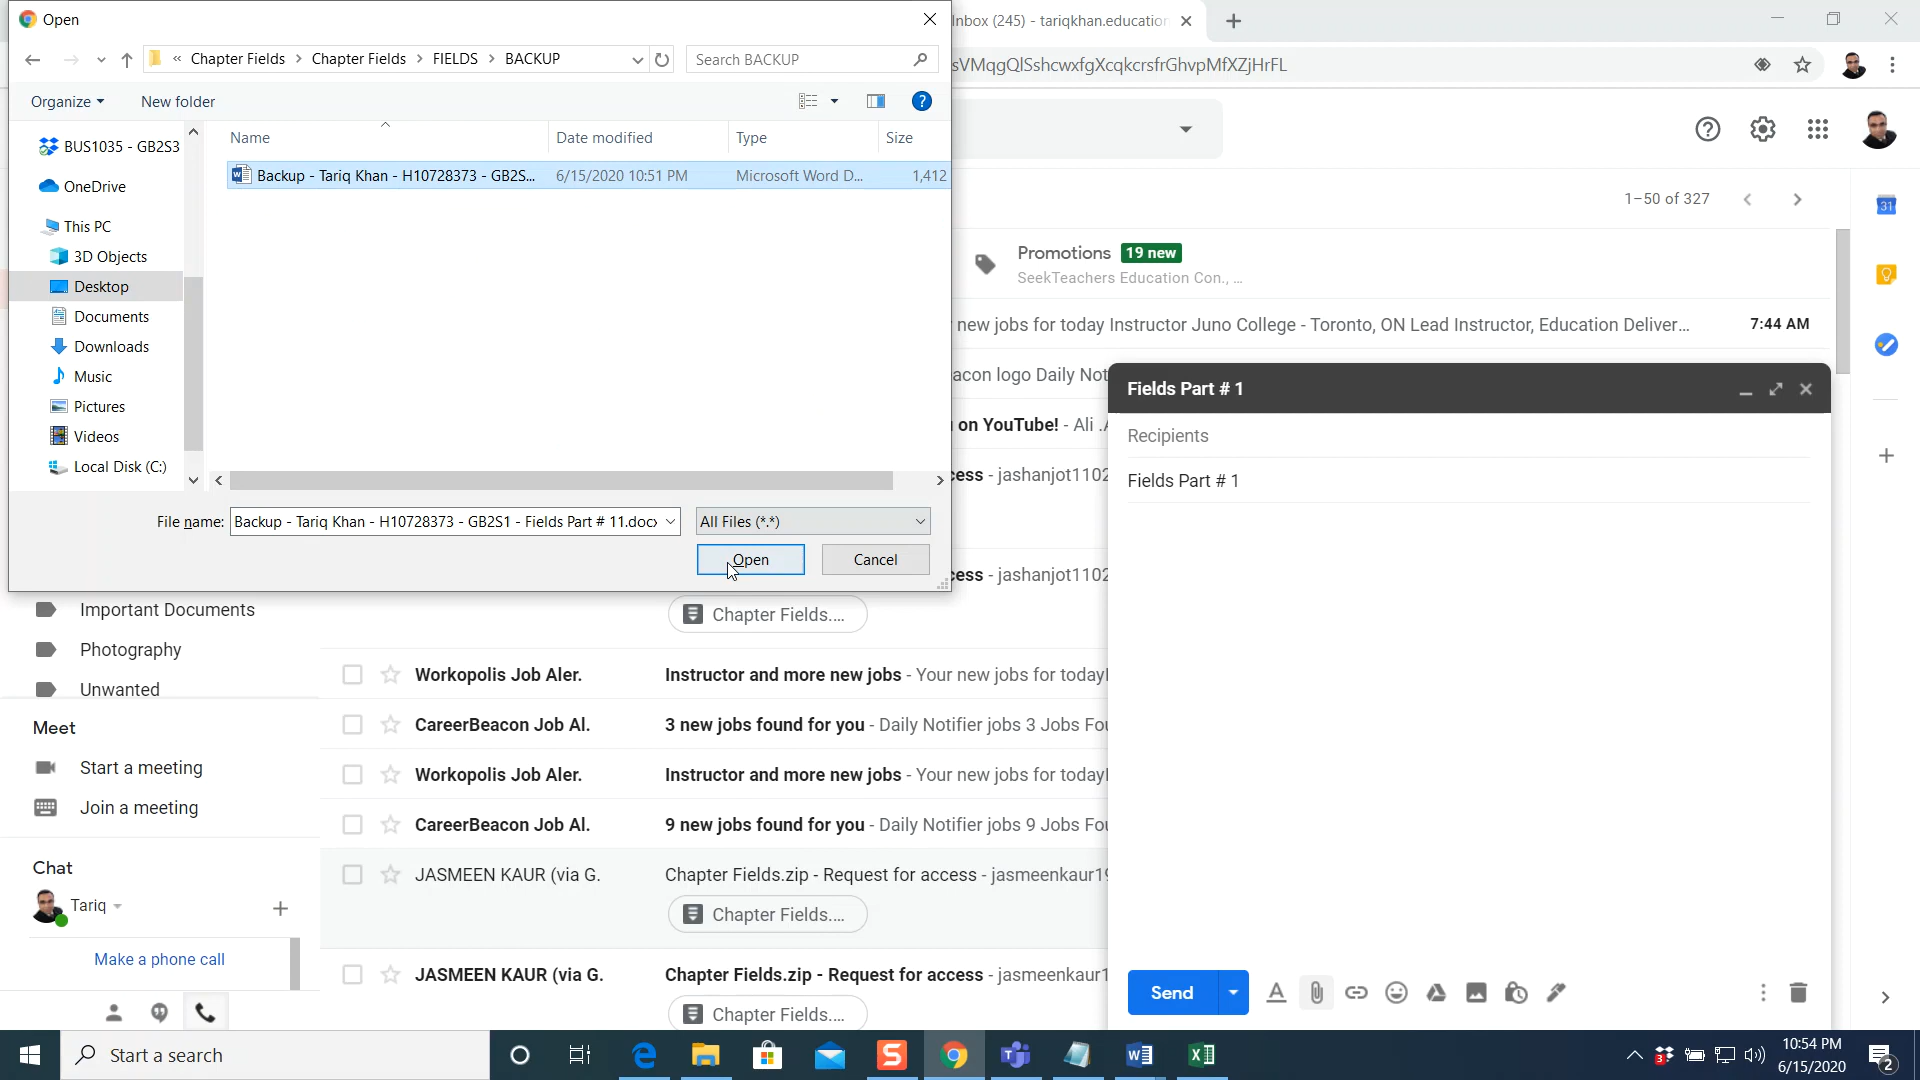 Open
Inbox (245) - tariqkhan.education
« Chapter Fields > Chapter Fields > FIELDS > BACKUP
Search BACKUP
sVMqgQlSshcwxfgXcqkcrsfrGhvpMfXZjHrFL
Organize
New folder
Name
Date modified
Type
Size
Backup - Tariq Khan - H10728373 - GB2S...
6/15/2020 10:51 PM
Microsoft Word D...
1,412
BUS1035 - GB2S3
OneDrive
This PC
3D Objects
Desktop
Documents
Downloads
Music
Pictures
Videos
Local Disk (C:)
File name:
Backup - Tariq Khan - H10728373 - GB2S1 - Fields Part # 11.docx
All Files (*.*)
Open
Cancel
1–50 of 327
Promotions
19 new
SeekTeachers Education Con., ...
new jobs for today Instructor Juno College - Toronto, ON Lead Instructor, Education Deliver...
7:44 AM
acon logo Daily Not
on YouTube! - Ali
cess - jashanjot1102
cess - jashanjot1102
Chapter Fields....
Fields Part # 1
Recipients
Fields Part # 1
Send
Important Documents
Photography
Unwanted
Meet
Start a meeting
Join a meeting
Chat
Tariq
Make a phone call
Workopolis Job Aler.
Instructor and more new jobs - Your new jobs for today
CareerBeacon Job Al.
3 new jobs found for you - Daily Notifier jobs 3 Jobs Fou
Workopolis Job Aler.
Instructor and more new jobs - Your new jobs for today
CareerBeacon Job Al.
9 new jobs found for you - Daily Notifier jobs 9 Jobs Fou
JASMEEN KAUR (via G.
Chapter Fields.zip - Request for access - jasmeenkaur19
Chapter Fields....
JASMEEN KAUR (via G.
Chapter Fields.zip - Request for access - jasmeenkaur1
Chapter Fields....
31
Start a search
10:54 PM
6/15/2020
3
2